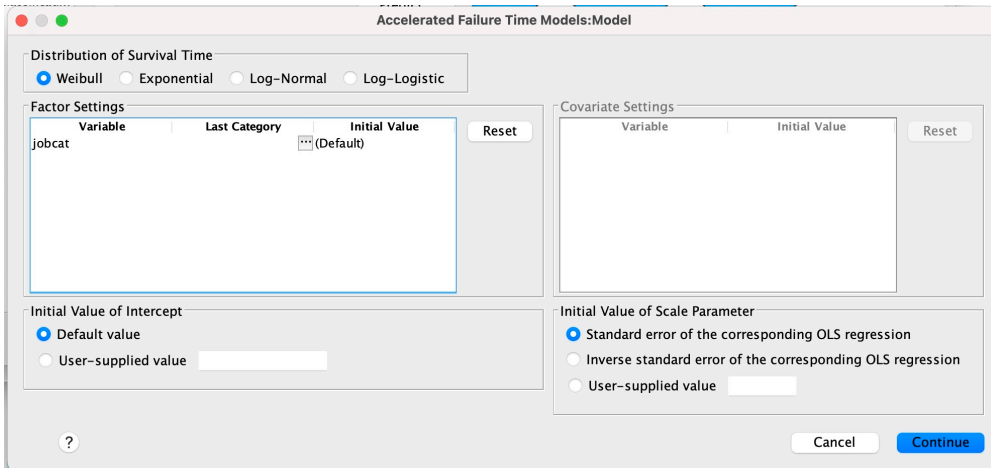 Accelerated Failure Time Models:Model
Distribution of Survival Time
Weibull Exponential Log-Normal Log-Logistic
Factor Settings
Variable Last Category Initial Value
jobcat ... (Default)
Reset
Covariate Settings
Variable Initial Value
Reset
Initial Value of Intercept
Default value
User-supplied value
Initial Value of Scale Parameter
Standard error of the corresponding OLS regression
Inverse standard error of the corresponding OLS regression
User-supplied value
?
Cancel Continue